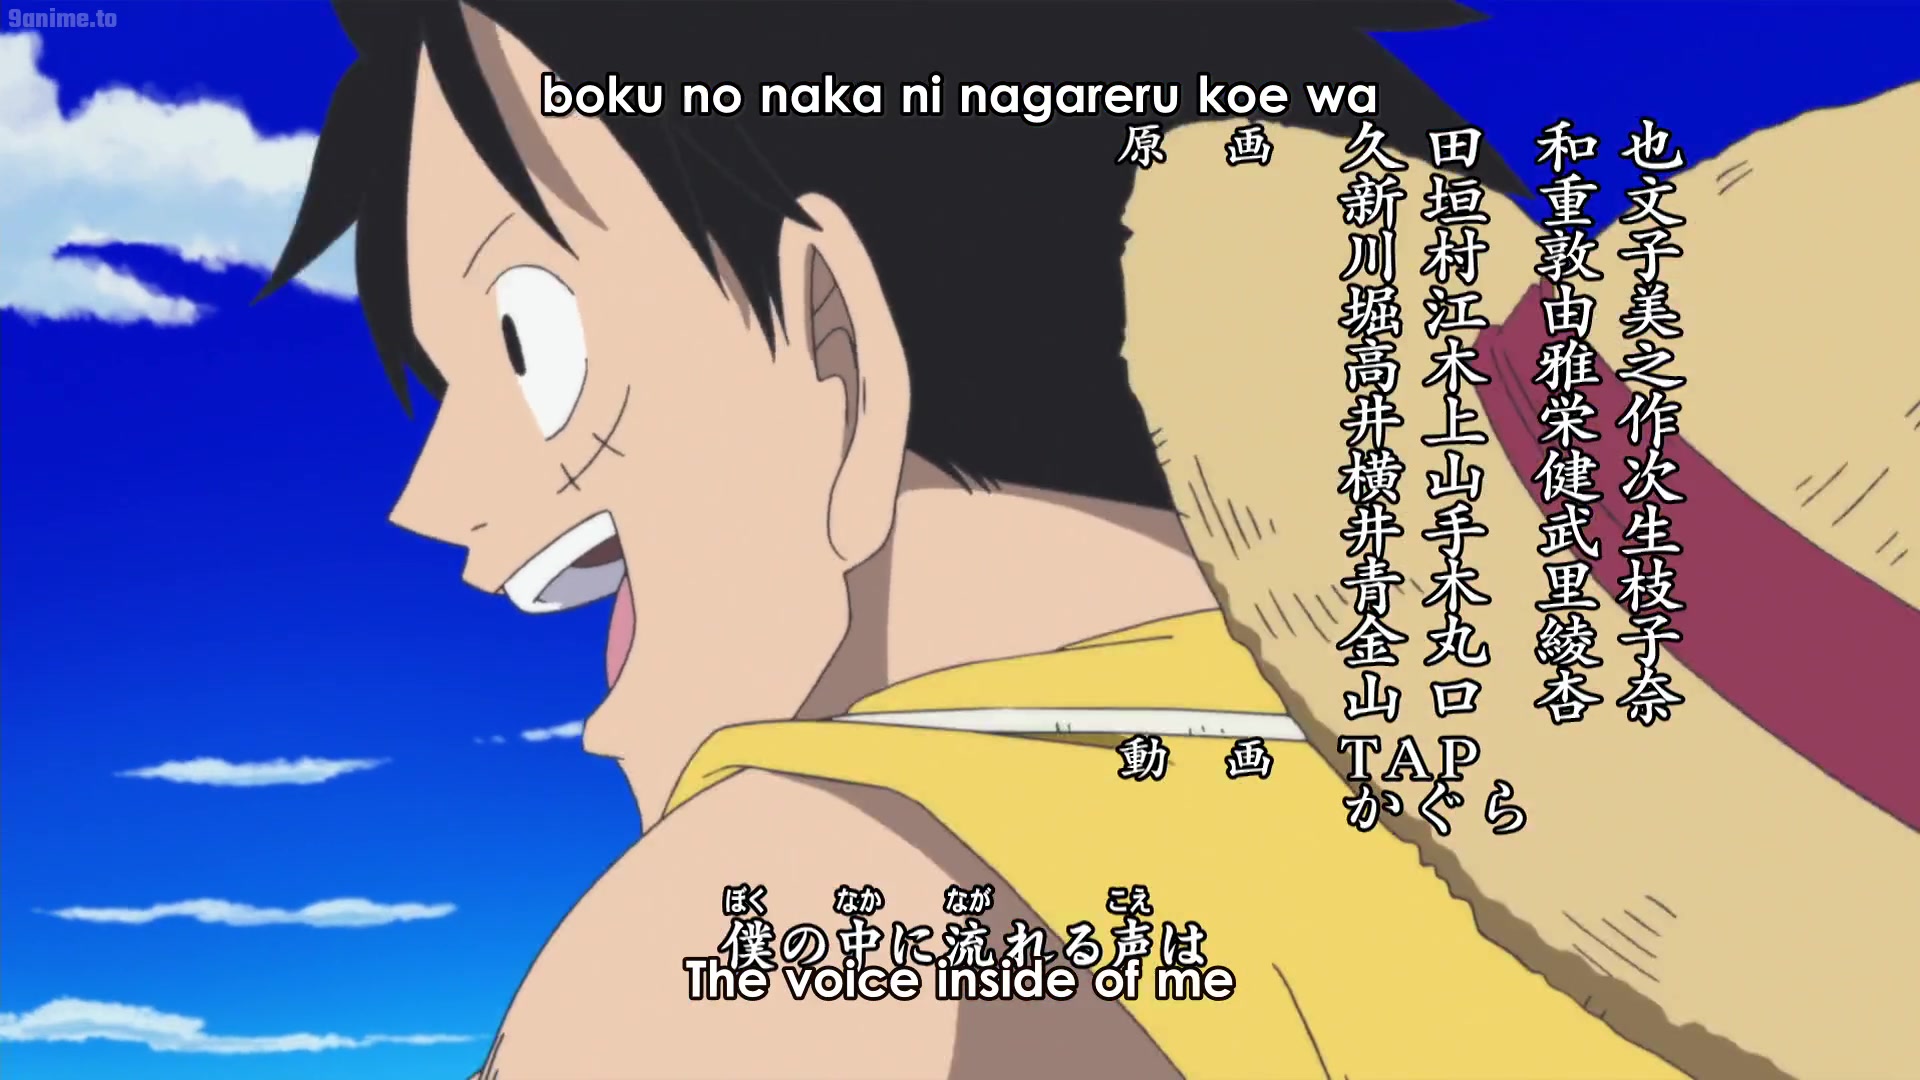 9anime.to
boku no naka ni nagareru koe wa
原画 久田和也
新垣重文
川村敦子
堀江由美
高木雅之
井上栄作
横山健次
井手武生
青木里枝
金丸綾子
山口杏奈
動画 TAP
かぐら
ぼく なか なが こえ
僕の中に流れる声は
The voice inside of me